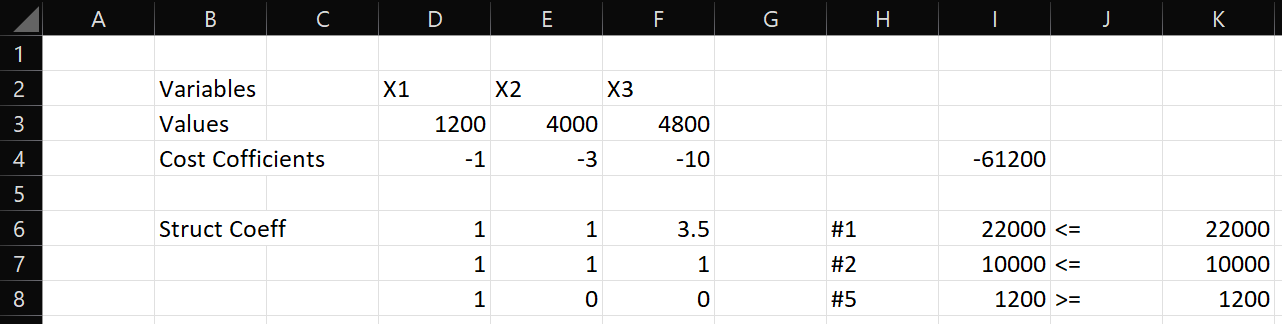 A B C D E F G H I J K
1
2 Variables X1 X2 X3
3 Values 1200 4000 4800
4 Cost Cofficients -1 -3 -10 -61200
5
6 Struct Coeff 1 1 3.5 #1 22000 <= 22000
7 1 1 1 #2 10000 <= 10000
8 1 0 0 #5 1200 >= 1200